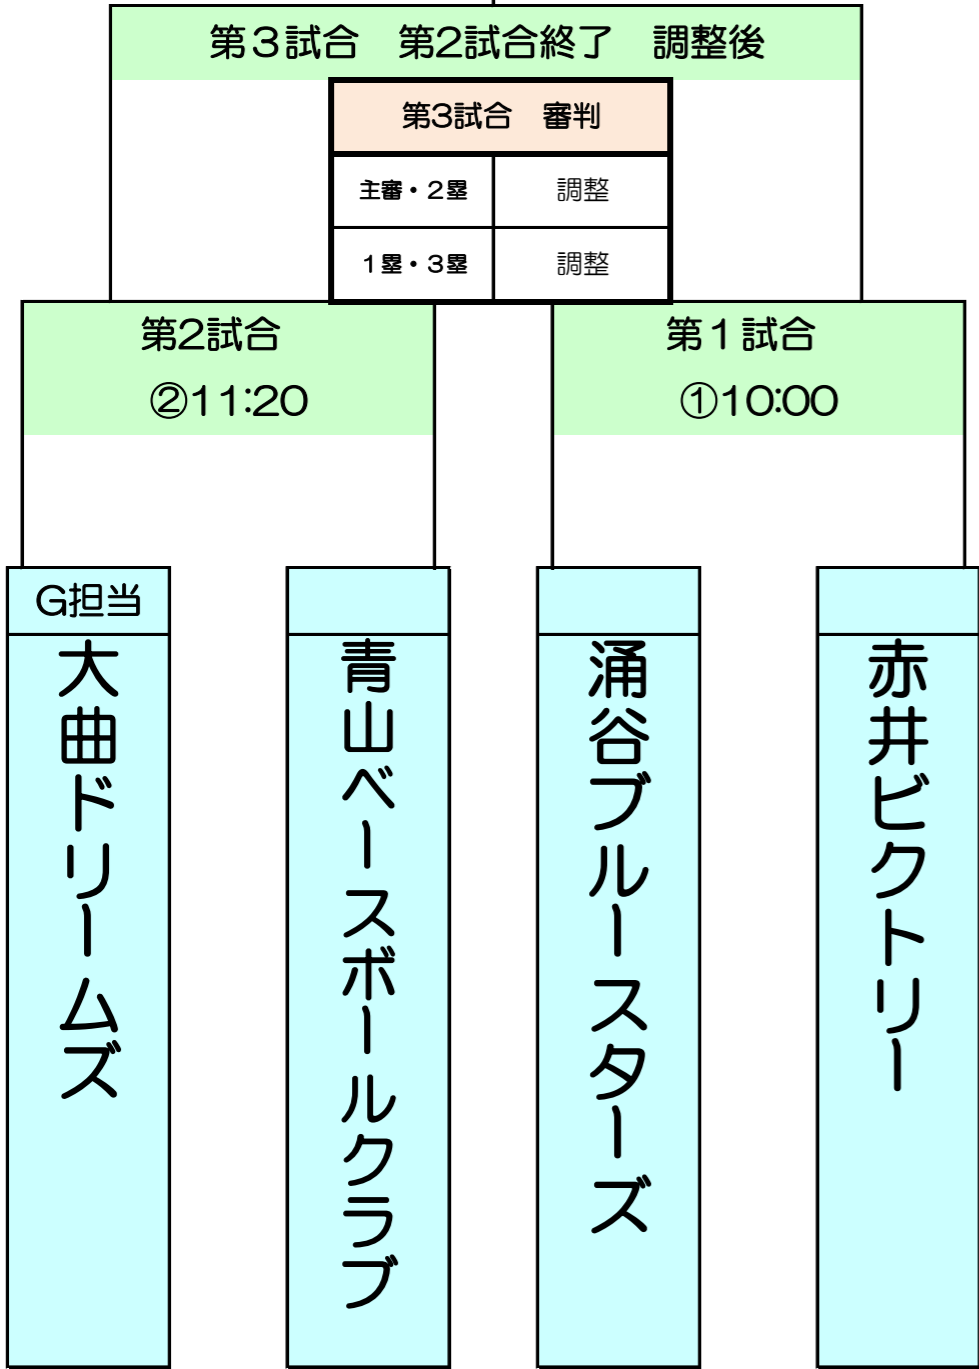 第３試合　第2試合終了　調整後
第3試合　審判
主審・２塁　調整
１塁・３塁　調整
第2試合
②11:20
第１試合
①10:00
G担当
大曲ドリームズ
青山ベースボールクラブ
涌谷ブルースターズ
赤井ビクトリー